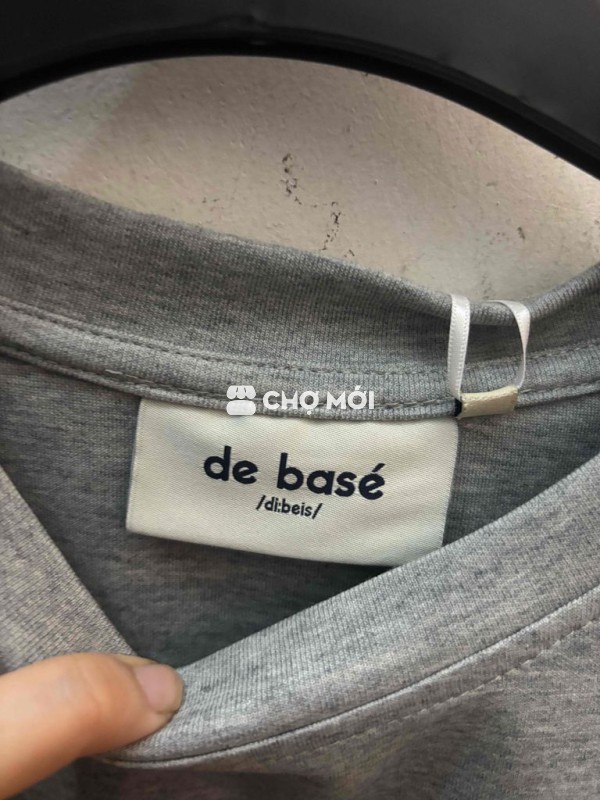 CHỢ MỚI
de basé
/di:beis/